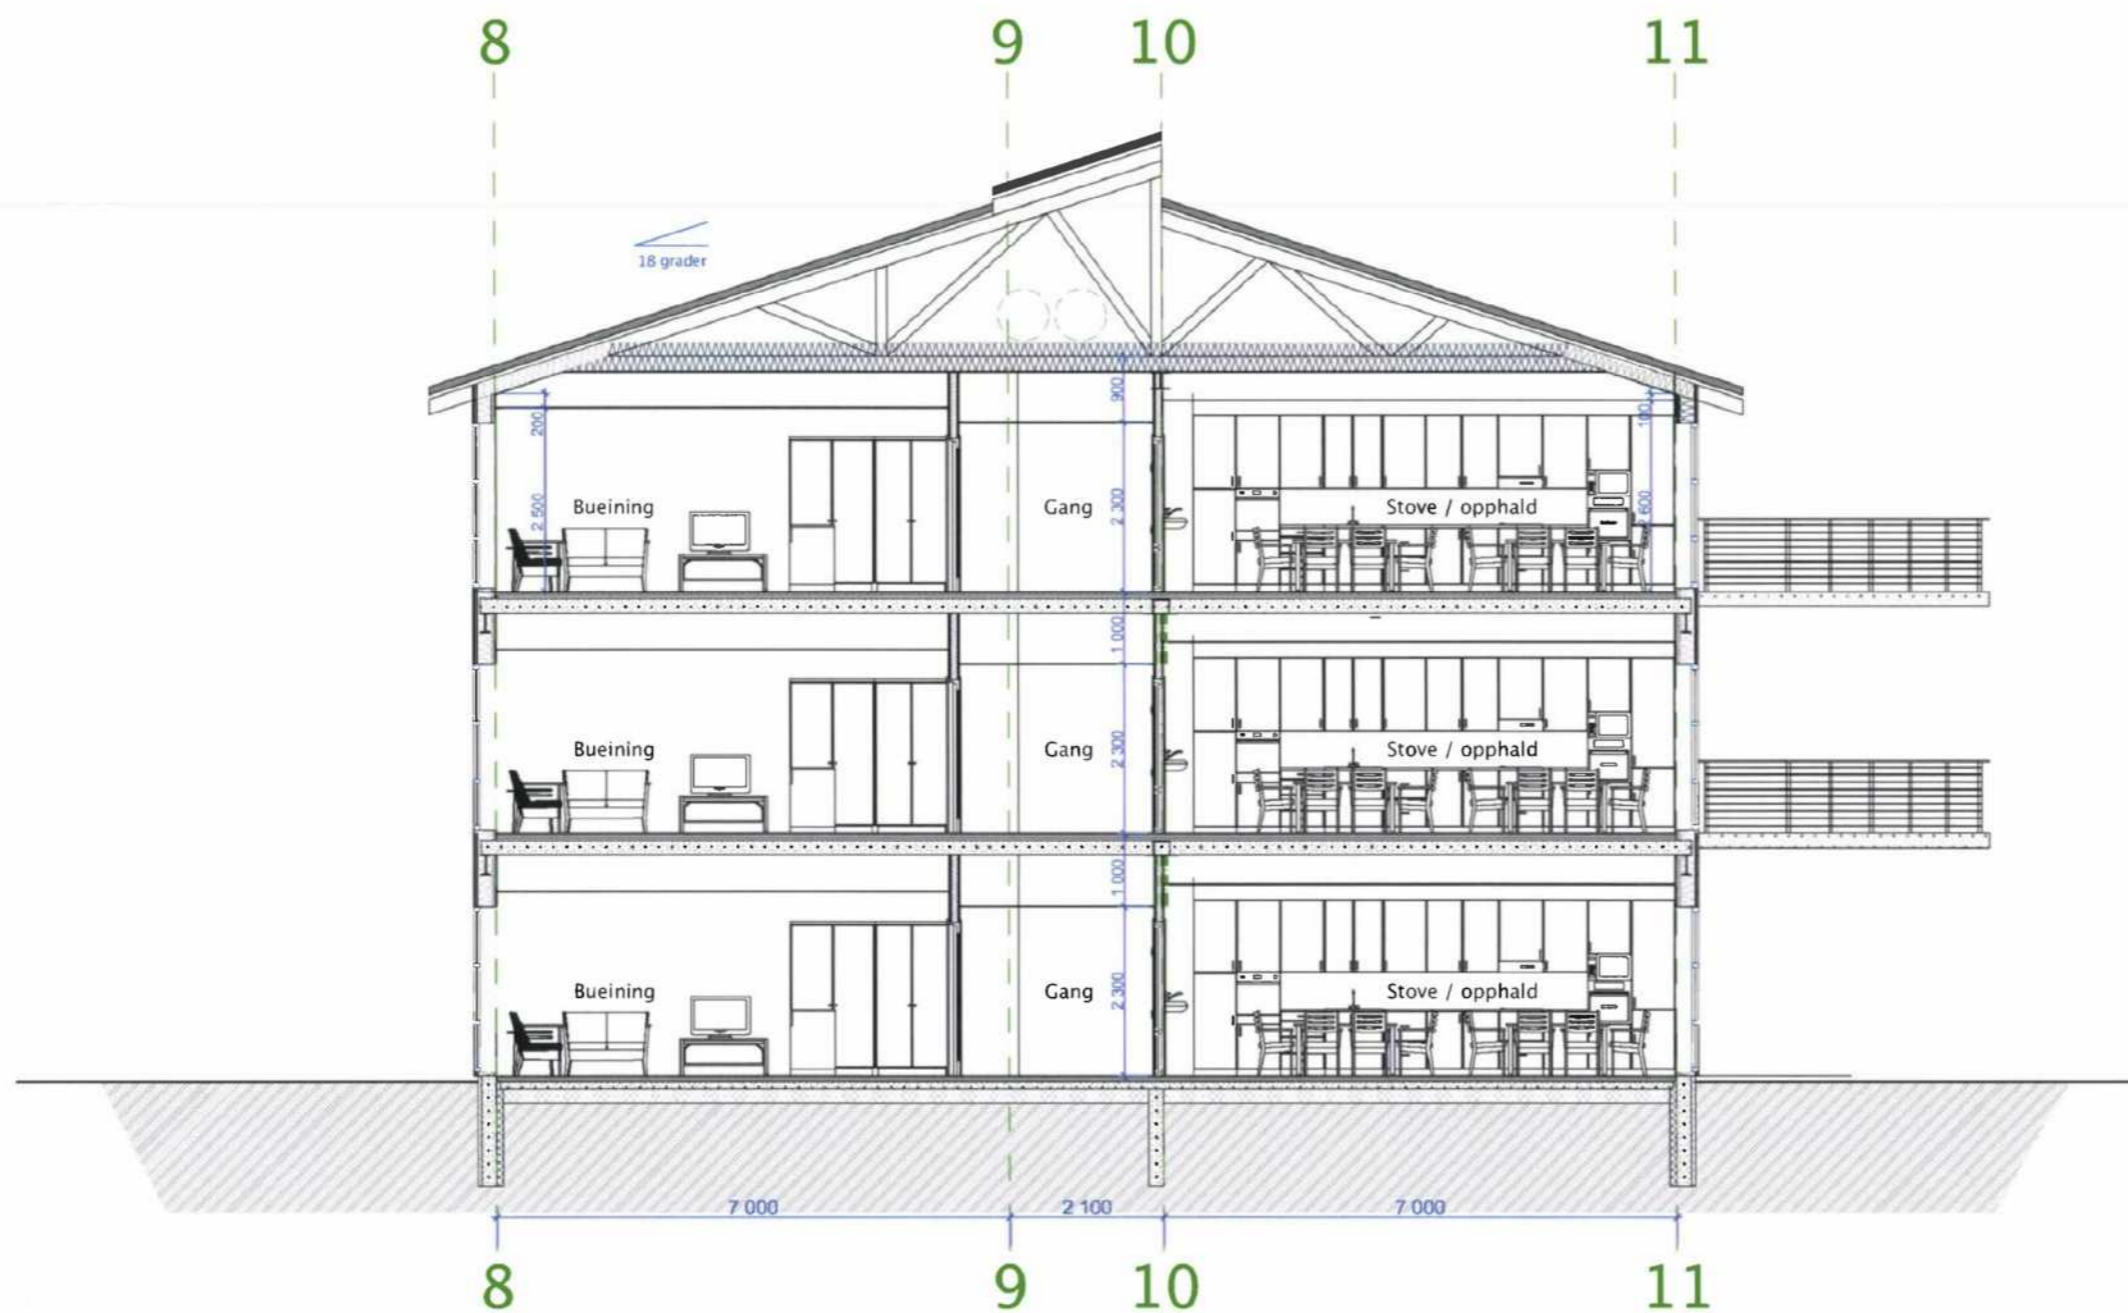 8 9 10 11
18 grader
900
200
100
2 500
Bueining
Gang
2 300
Stove / opphald
2 600
1 000
Bueining
Gang
2 300
Stove / opphald
1 000
Bueining
Gang
2 300
Stove / opphald
7 000
2 100
7 000
8 9 10 11